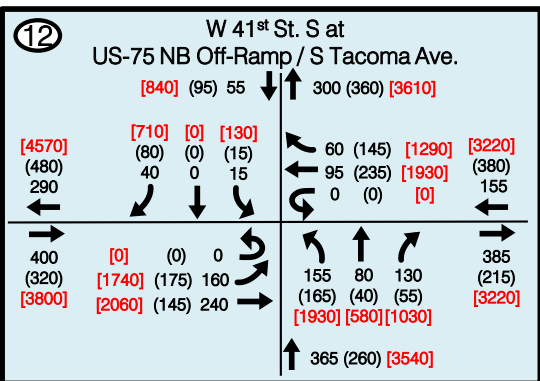 12
W 41st St. S at
US-75 NB Off-Ramp / S Tacoma Ave.
[840] (95) 55
300 (360) [3610]
[4570]
(480)
290
[710] [0] [130]
(80) (0) (15)
40 0 15
60 (145) [1290]
95 (235) [1930]
0 (0) [0]
[3220]
(380)
155
400
(320)
[3800]
[0] (0) 0
[1740] (175) 160
[2060] (145) 240
155 80 130
(165) (40) (55)
[1930] [580] [1030]
385
(215)
[3220]
365 (260) [3540]